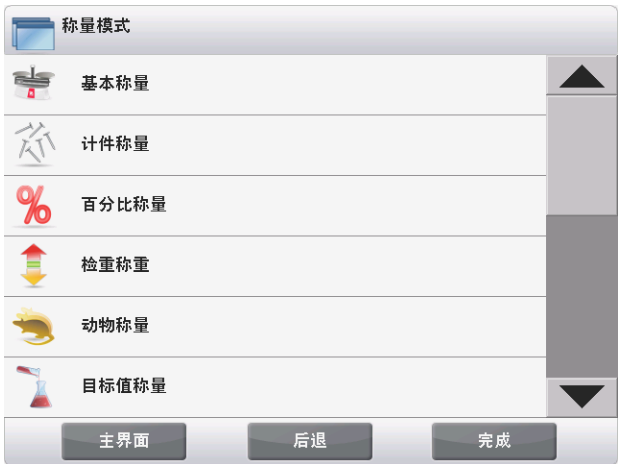 称量模式
基本称量
计件称量
百分比称量
检重称重
动物称量
目标值称量
主界面 后退 完成